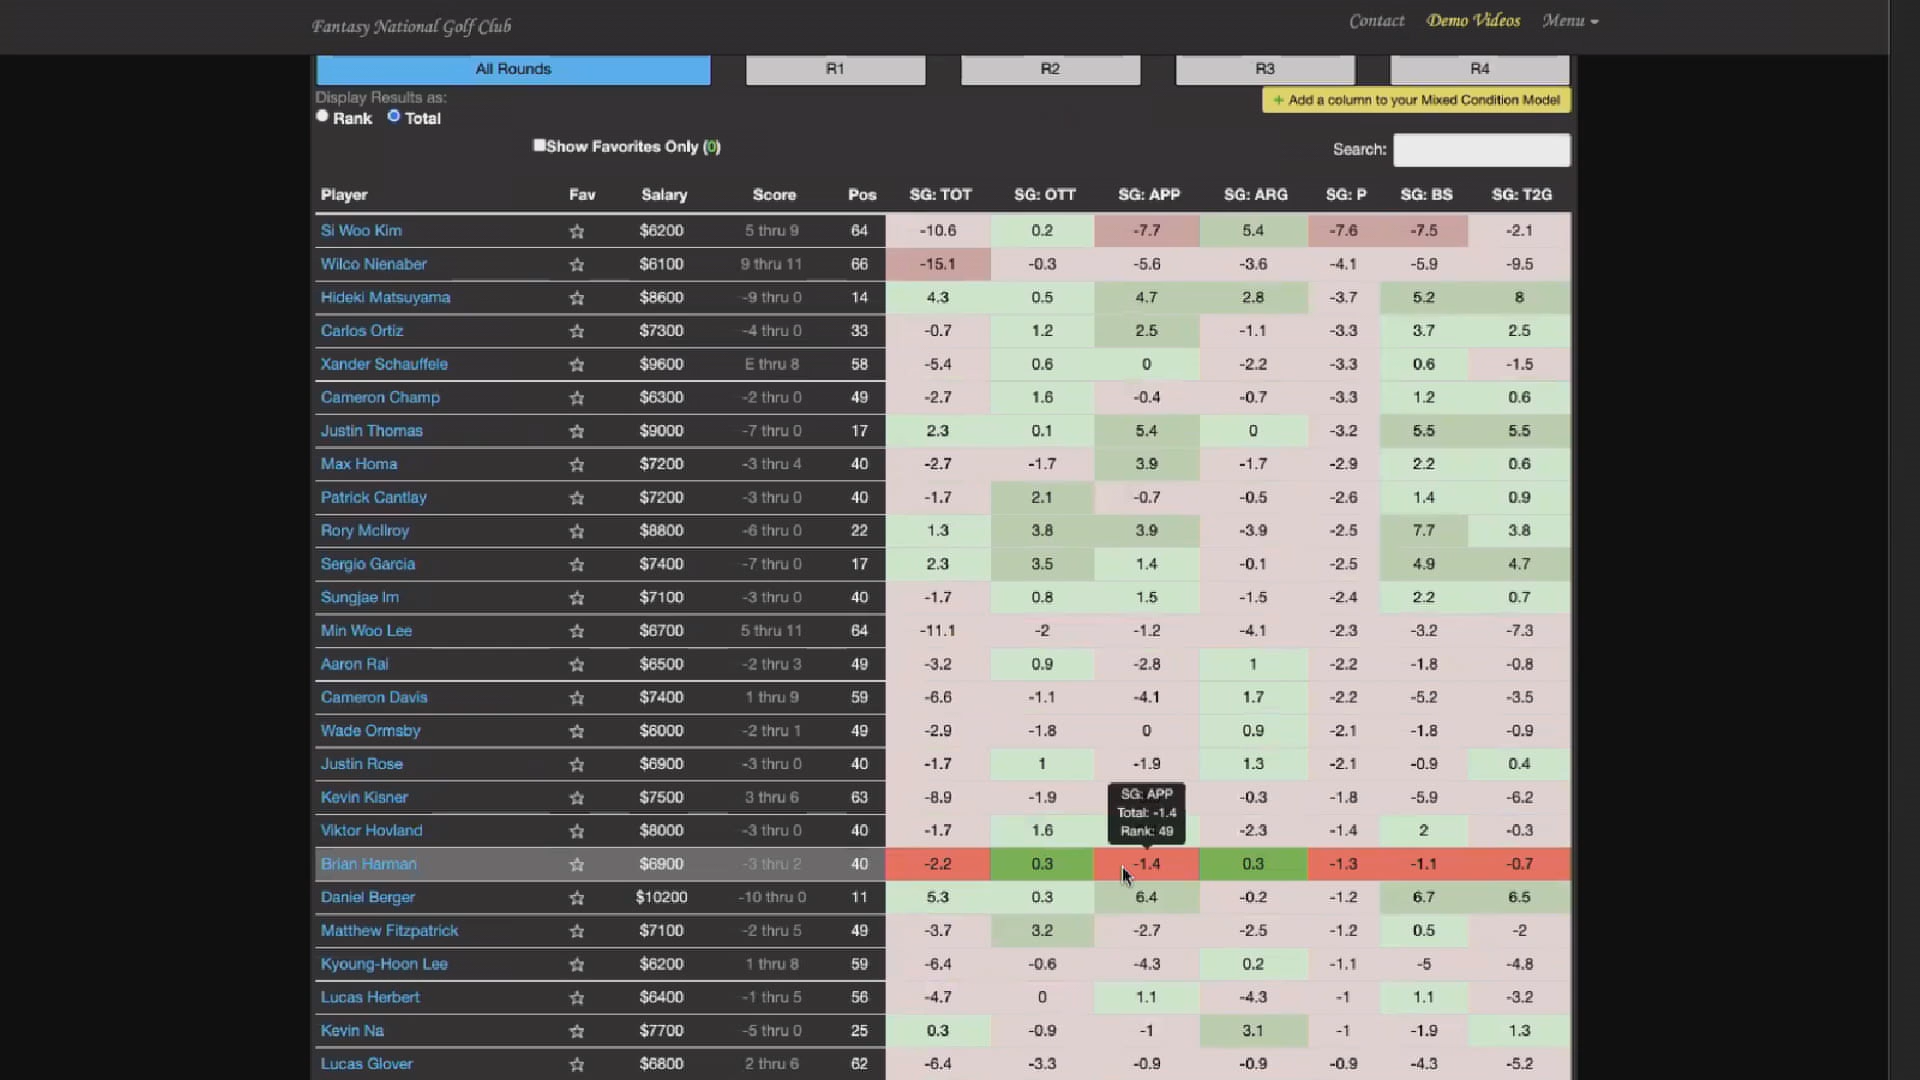 Fantasy National Golf Club Contact Demo Videos Menu
All Rounds R1 R2 R3 R4
Display Results as:
+ Add a column to your Mixed Condition Model
Rank Total
Show Favorites Only (0) Search:
Player Fav Salary Score Pos SG: TOT SG: OTT SG: APP SG: ARG SG: P SG: BS SG: T2G
Si Woo Kim $6200 5 thru 9 64 -10.6 0.2 -7.7 5.4 -7.6 -7.5 -2.1
Wilco Nienaber $6100 9 thru 11 66 -15.1 -0.3 -5.6 -3.6 -4.1 -5.9 -9.5
Hideki Matsuyama $8600 -9 thru 0 14 4.3 0.5 4.7 2.8 -3.7 5.2 8
Carlos Ortiz $7300 -4 thru 0 33 -0.7 1.2 2.5 -1.1 -3.3 3.7 2.5
Xander Schauffele $9600 E thru 8 58 -5.4 0.6 0 -2.2 -3.3 0.6 -1.5
Cameron Champ $6300 -2 thru 0 49 -2.7 1.6 -0.4 -0.7 -3.3 1.2 0.6
Justin Thomas $9000 -7 thru 0 17 2.3 0.1 5.4 0 -3.2 5.5 5.5
Max Homa $7200 -3 thru 4 40 -2.7 -1.7 3.9 -1.7 -2.9 2.2 0.6
Patrick Cantlay $7200 -3 thru 0 40 -1.7 2.1 -0.7 -0.5 -2.6 1.4 0.9
Rory McIlroy $8800 -6 thru 0 22 1.3 3.8 3.9 -3.9 -2.5 7.7 3.8
Sergio Garcia $7400 -7 thru 0 17 2.3 3.5 1.4 -0.1 -2.5 4.9 4.7
Sungjae Im $7100 -3 thru 0 40 -1.7 0.8 1.5 -1.5 -2.4 2.2 0.7
Min Woo Lee $6700 5 thru 11 64 -11.1 -2 -1.2 -4.1 -2.3 -3.2 -7.3
Aaron Rai $6500 -2 thru 3 49 -3.2 0.9 -2.8 1 -2.2 -1.8 -0.8
Cameron Davis $7400 1 thru 9 59 -6.6 -1.1 -4.1 1.7 -2.2 -5.2 -3.5
Wade Ormsby $6000 -2 thru 1 49 -2.9 -1.8 0 0.9 -2.1 -1.8 -0.9
Justin Rose $6900 -3 thru 0 40 -1.7 1 -1.9 1.3 -2.1 -0.9 0.4
Kevin Kisner $7500 3 thru 6 63 -8.9 -1.9 -0.3 -1.8 -5.9 -6.2
SG: APP
Total: -1.4
Rank: 49
Viktor Hovland $8000 -3 thru 0 40 -1.7 1.6 -2.3 -1.4 2 -0.3
Brian Harman $6900 -3 thru 2 40 -2.2 0.3 -1.4 0.3 -1.3 -1.1 -0.7
Daniel Berger $10200 -10 thru 0 11 5.3 0.3 6.4 -0.2 -1.2 6.7 6.5
Matthew Fitzpatrick $7100 -2 thru 5 49 -3.7 3.2 -2.7 -2.5 -1.2 0.5 -2
Kyoung-Hoon Lee $6200 1 thru 8 59 -6.4 -0.6 -4.3 0.2 -1.1 -5 -4.8
Lucas Herbert $6400 -1 thru 5 56 -4.7 0 1.1 -4.3 -1 1.1 -3.2
Kevin Na $7700 -5 thru 0 25 0.3 -0.9 -1 3.1 -1 -1.9 1.3
Lucas Glover $6800 2 thru 6 62 -6.4 -3.3 -0.9 -0.9 -0.9 -4.3 -5.2